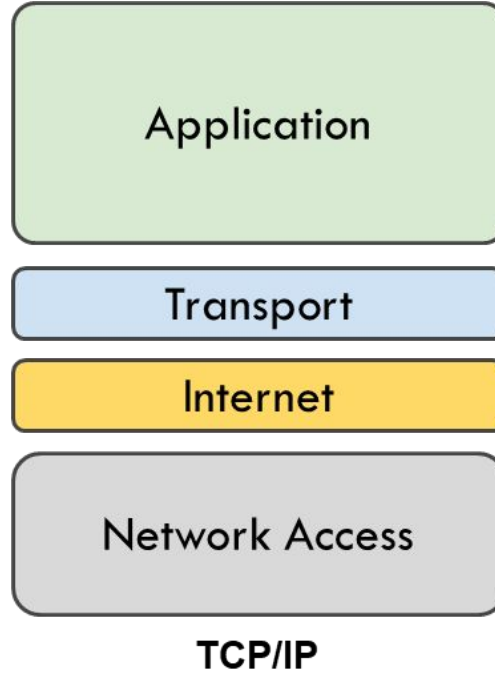 Application
Transport
Internet
Network Access
TCP/IP